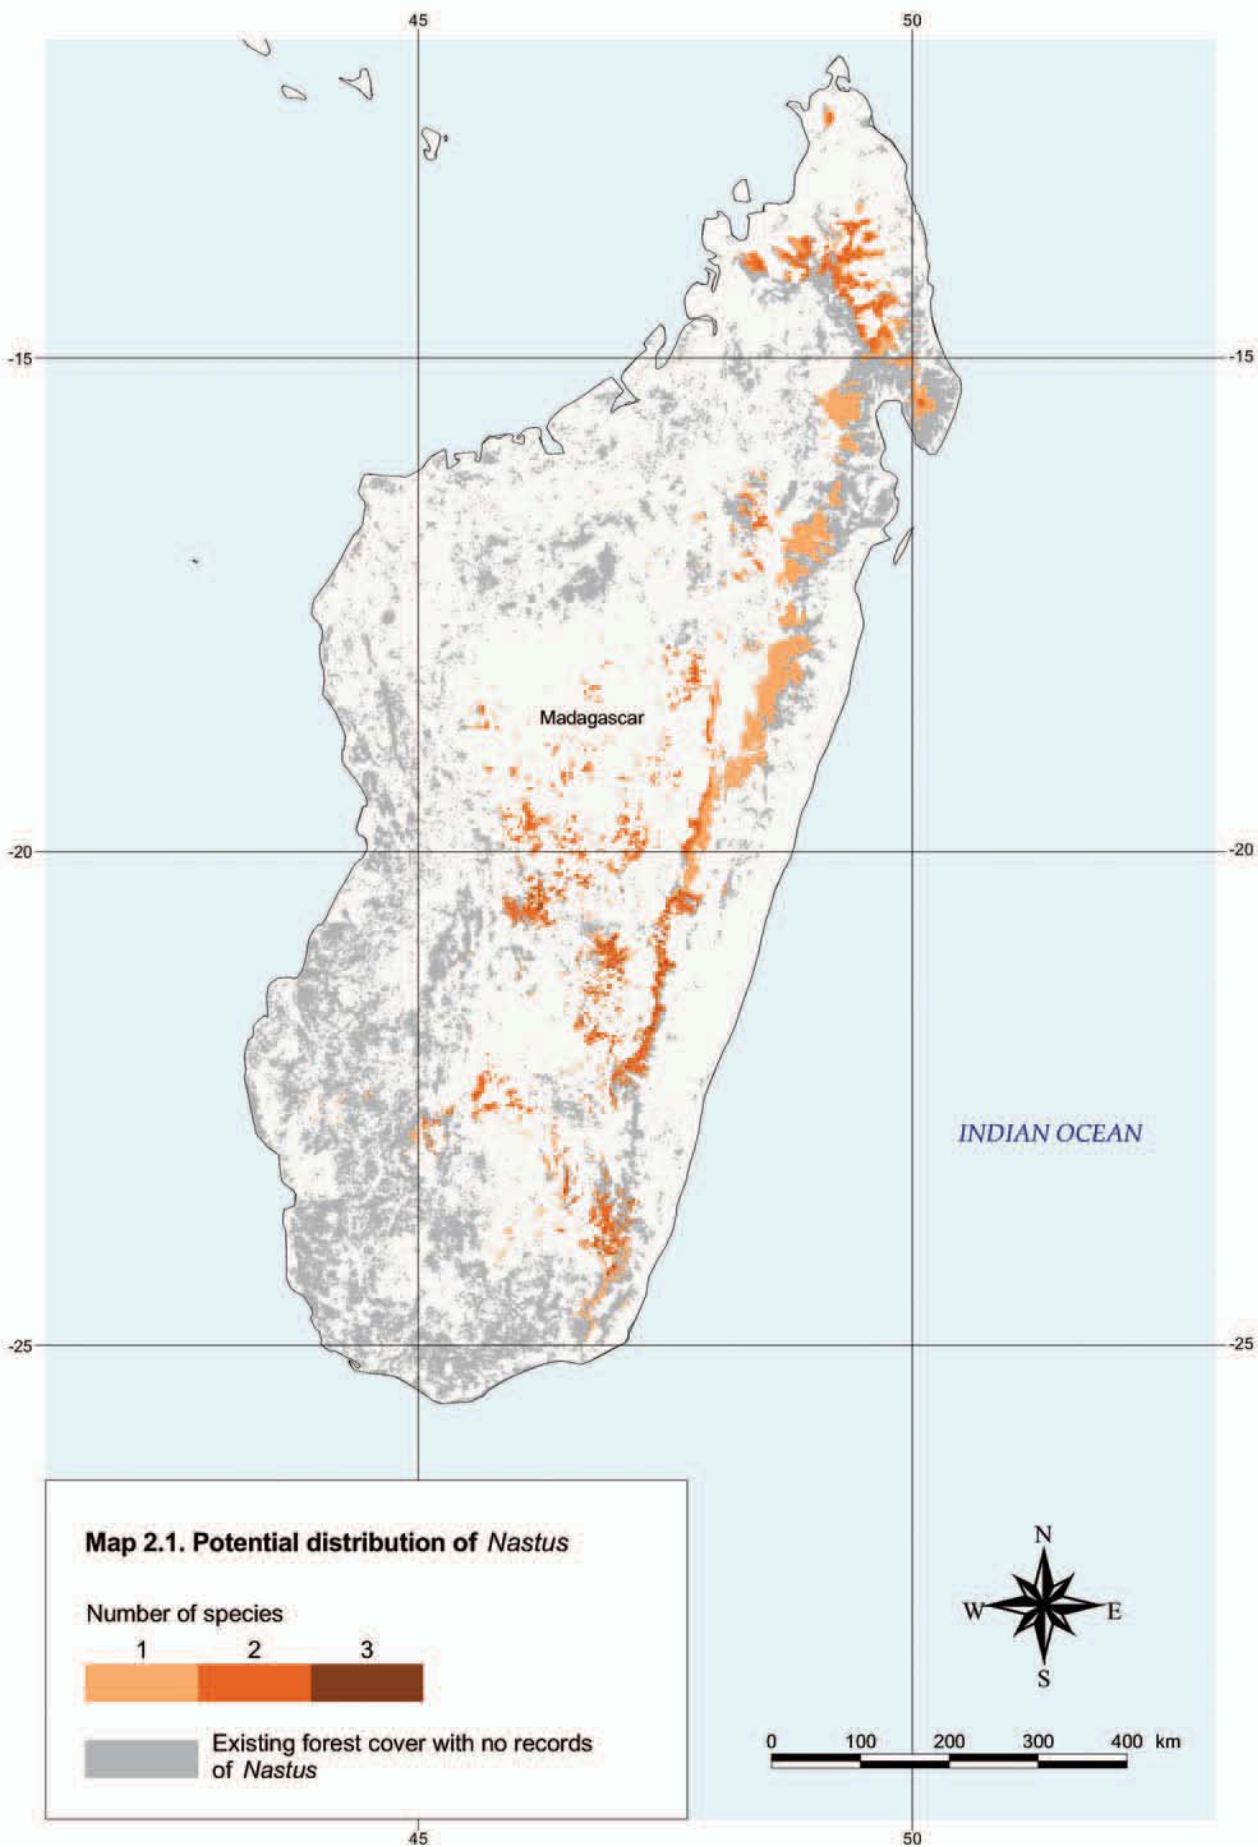 45 50
-15 -15
Madagascar
-20 -20
INDIAN OCEAN
-25 -25
Map 2.1. Potential distribution of Nastus
Number of species
1 2 3
Existing forest cover with no records
of Nastus
N
W E
S
0 100 200 300 400 km
45 50